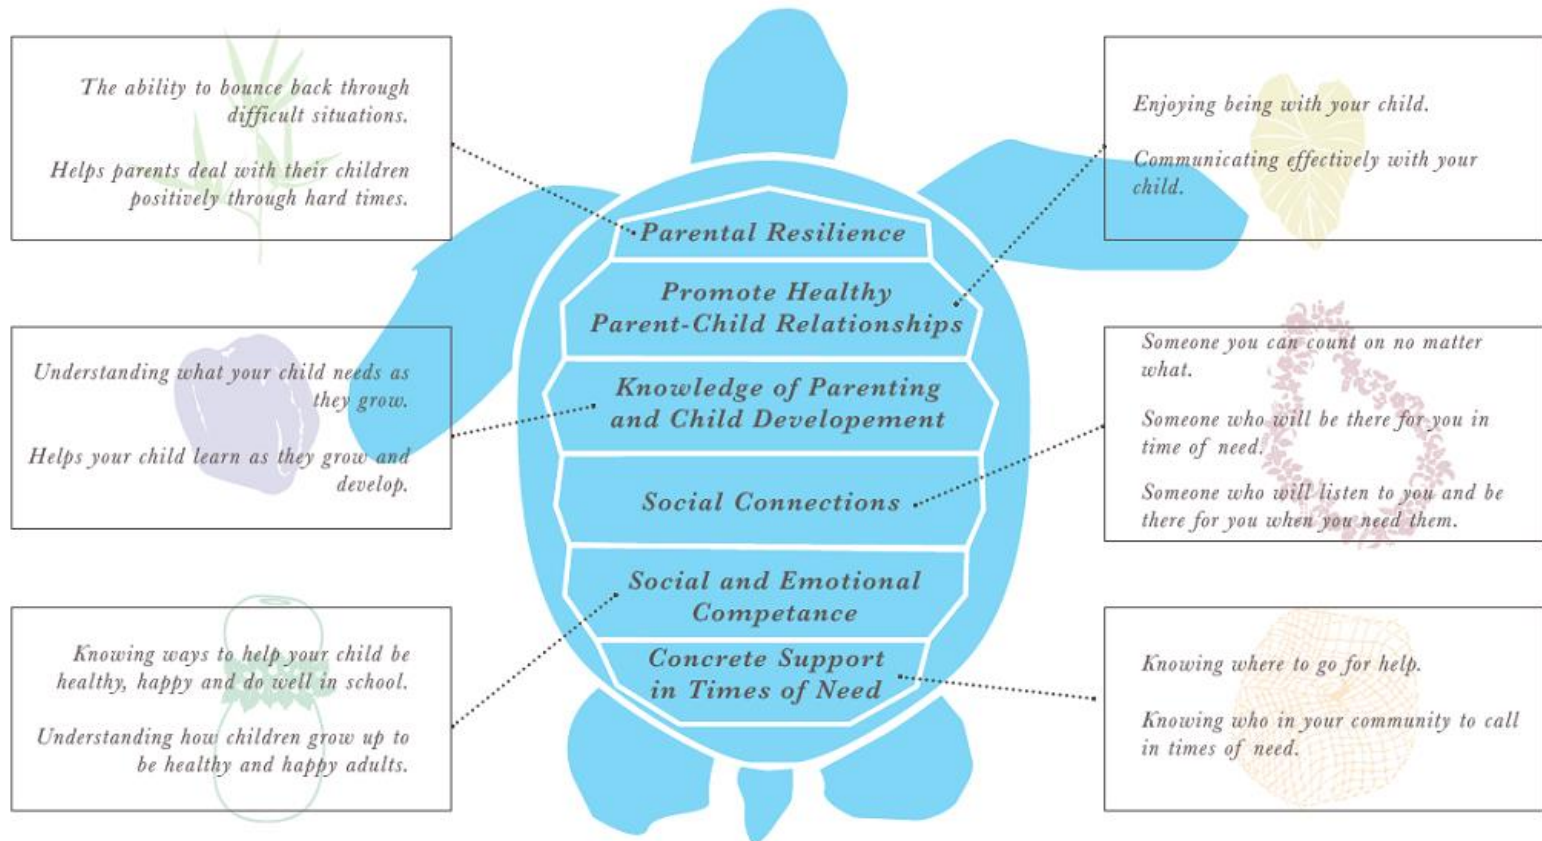 The ability to bounce back through
difficult situations.
Helps parents deal with their children
positively through hard times.
Enjoying being with your child.
Communicating effectively with your
child.
Parental Resilience
Promote Healthy
Parent-Child Relationships
Knowledge of Parenting
and Child Developement
Social Connections
Social and Emotional
Competance
Concrete Support
in Times of Need
Understanding what your child needs as
they grow.
Helps your child learn as they grow and
develop.
Someone you can count on no matter
what.
Someone who will be there for you in
time of need.
Someone who will listen to you and be
there for you when you need them.
Knowing ways to help your child be
healthy, happy and do well in school.
Understanding how children grow up to
be healthy and happy adults.
Knowing where to go for help.
Knowing who in your community to call
in times of need.